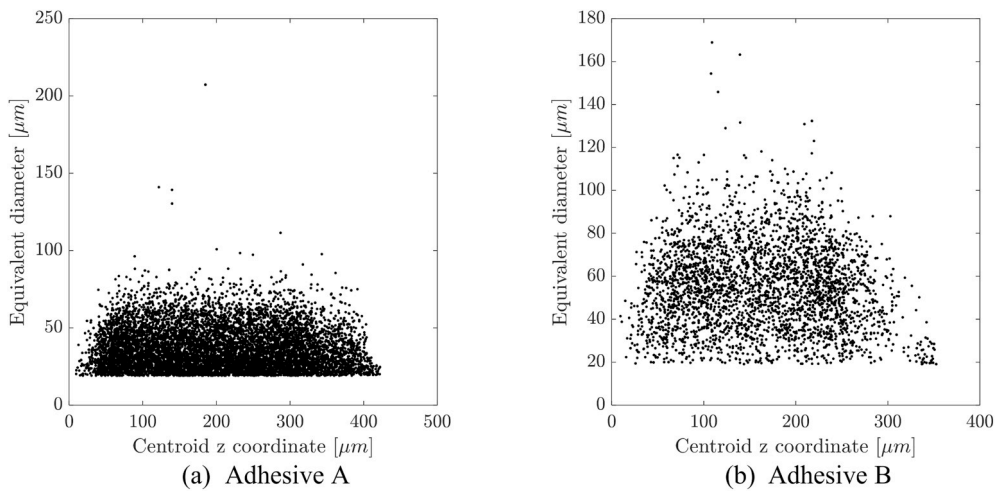 250
200
150
100
50
0
Equivalent diameter [μm]
0 100 200 300 400 500
Centroid z coordinate [μm]
(a) Adhesive A
180
160
140
120
100
80
60
40
20
0
Equivalent diameter [μm]
0 100 200 300 400
Centroid z coordinate [μm]
(b) Adhesive B